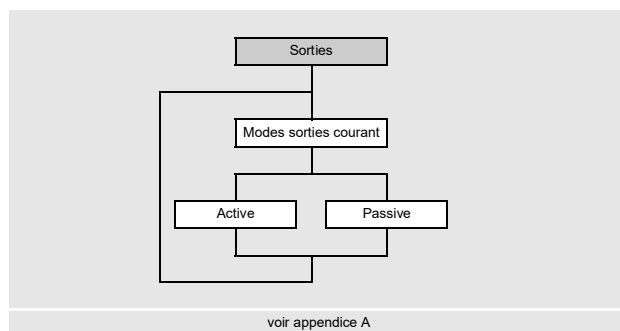 Sorties
Modes sorties courant
Active
Passive
voir appendice A